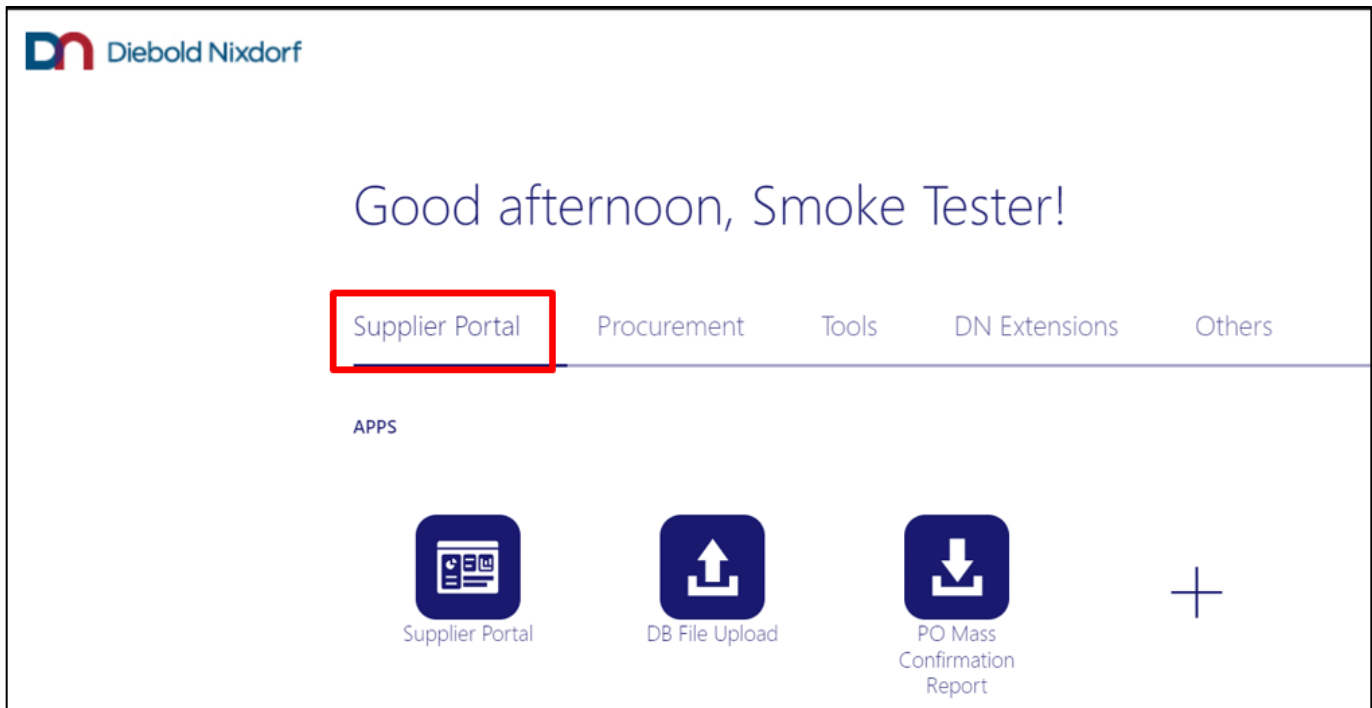 Diebold Nixdorf
Good afternoon, Smoke Tester!
Supplier Portal Procurement Tools DN Extensions Others
APPS
Supplier Portal DB File Upload PO Mass
Confirmation
Report